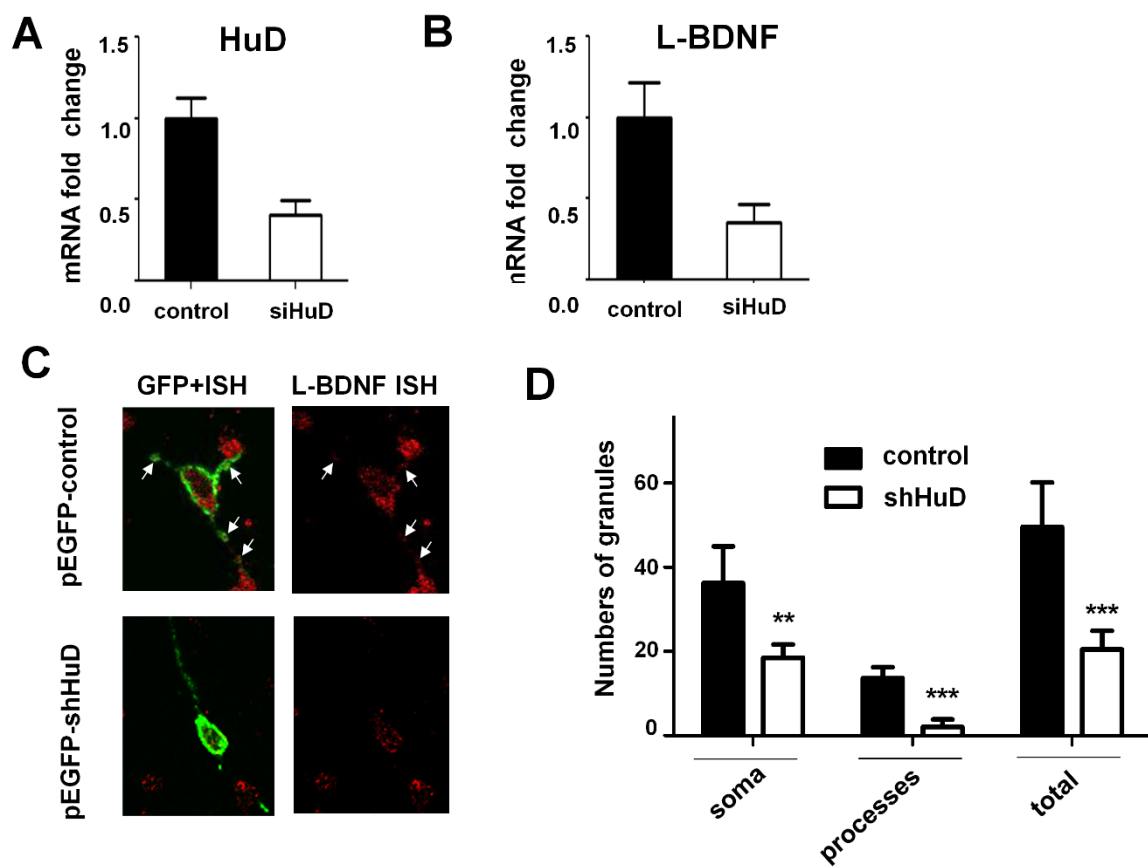 A
HuD
mRNA fold change
1.5
1.0
0.5
0.0
control siHuD
B
L-BDNF
nRNA fold change
1.5
1.0
0.5
0.0
control siHuD
C
GFP+ISH L-BDNF ISH
pEGFP-control
pEGFP-shHuD
D
Numbers of granules
60
40
20
0
control
shHuD
**
***
***
soma
processes
total